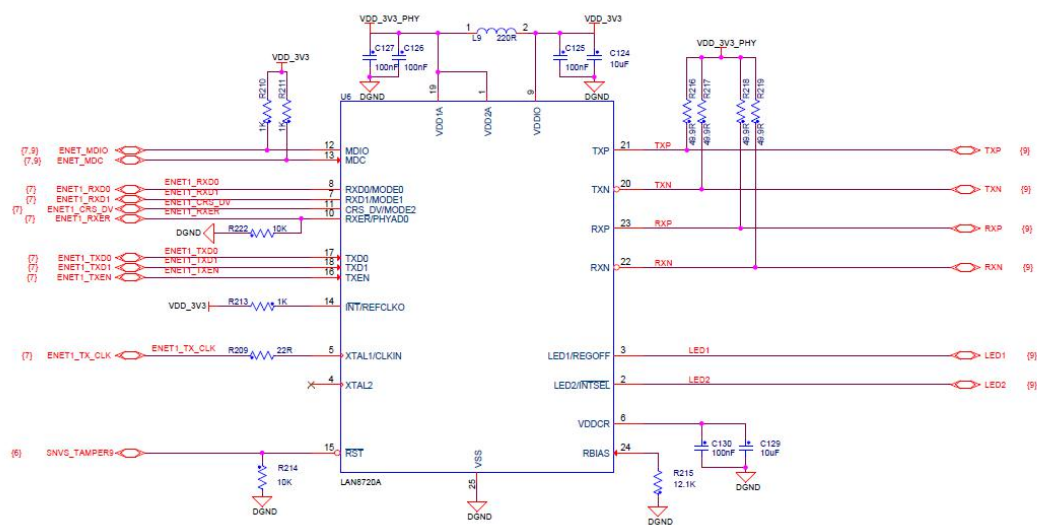 VDD_3V3_PHY
1
2
VDD_3V3
L9
220R
C127
C126
100nF
100nF
C125
C124
100nF
10uF
DGND
DGND
VDD_3V3
R210
R211
1K
1K
VDD_3V3_PHY
R216
R217
R218
R219
49.9R
49.9R
49.9R
49.9R
U6
19
1
9
VDD1A
VDD2A
VDDIO
{7,9} ENET_MDIO 12 MDIO
{7,9} ENET_MDC 13 MDC
TXP 21 TXP TXP {9}
{7} ENET1_RXD0 ENET1_RXD0 8 RXD0/MODE0
{7} ENET1_RXD1 ENET1_RXD1 7 RXD1/MODE1
{7} ENET1_CRS_DV ENET1_CRS_DV 11 CRS_DV/MODE2
{7} ENET1_RXER ENET1_RXER 10 RXER/PHYAD0
TXN 20 TXN TXN {9}
DGND R222 10K
RXP 23 RXP RXP {9}
{7} ENET1_TXD0 ENET1_TXD0 17 TXD0
{7} ENET1_TXD1 ENET1_TXD1 18 TXD1
{7} ENET1_TXEN ENET1_TXEN 16 TXEN
RXN 22 RXN RXN {9}
VDD_3V3 R213 1K 14 INT/REFCLKO
{7} ENET1_TX_CLK ENET1_TX_CLK R209 22R 5 XTAL1/CLKIN
LED1/REGOFF 3 LED1 LED1 {9}
4 XTAL2
LED2/INTSEL 2 LED2 LED2 {9}
VDDCR 6
C130
100nF
C129
10uF
{6} SNVS_TAMPER9 15 RST
RBIAS 24
R214
10K
VSS
R215
12.1K
DGND
LAN8720A
25
DGND
DGND
DGND